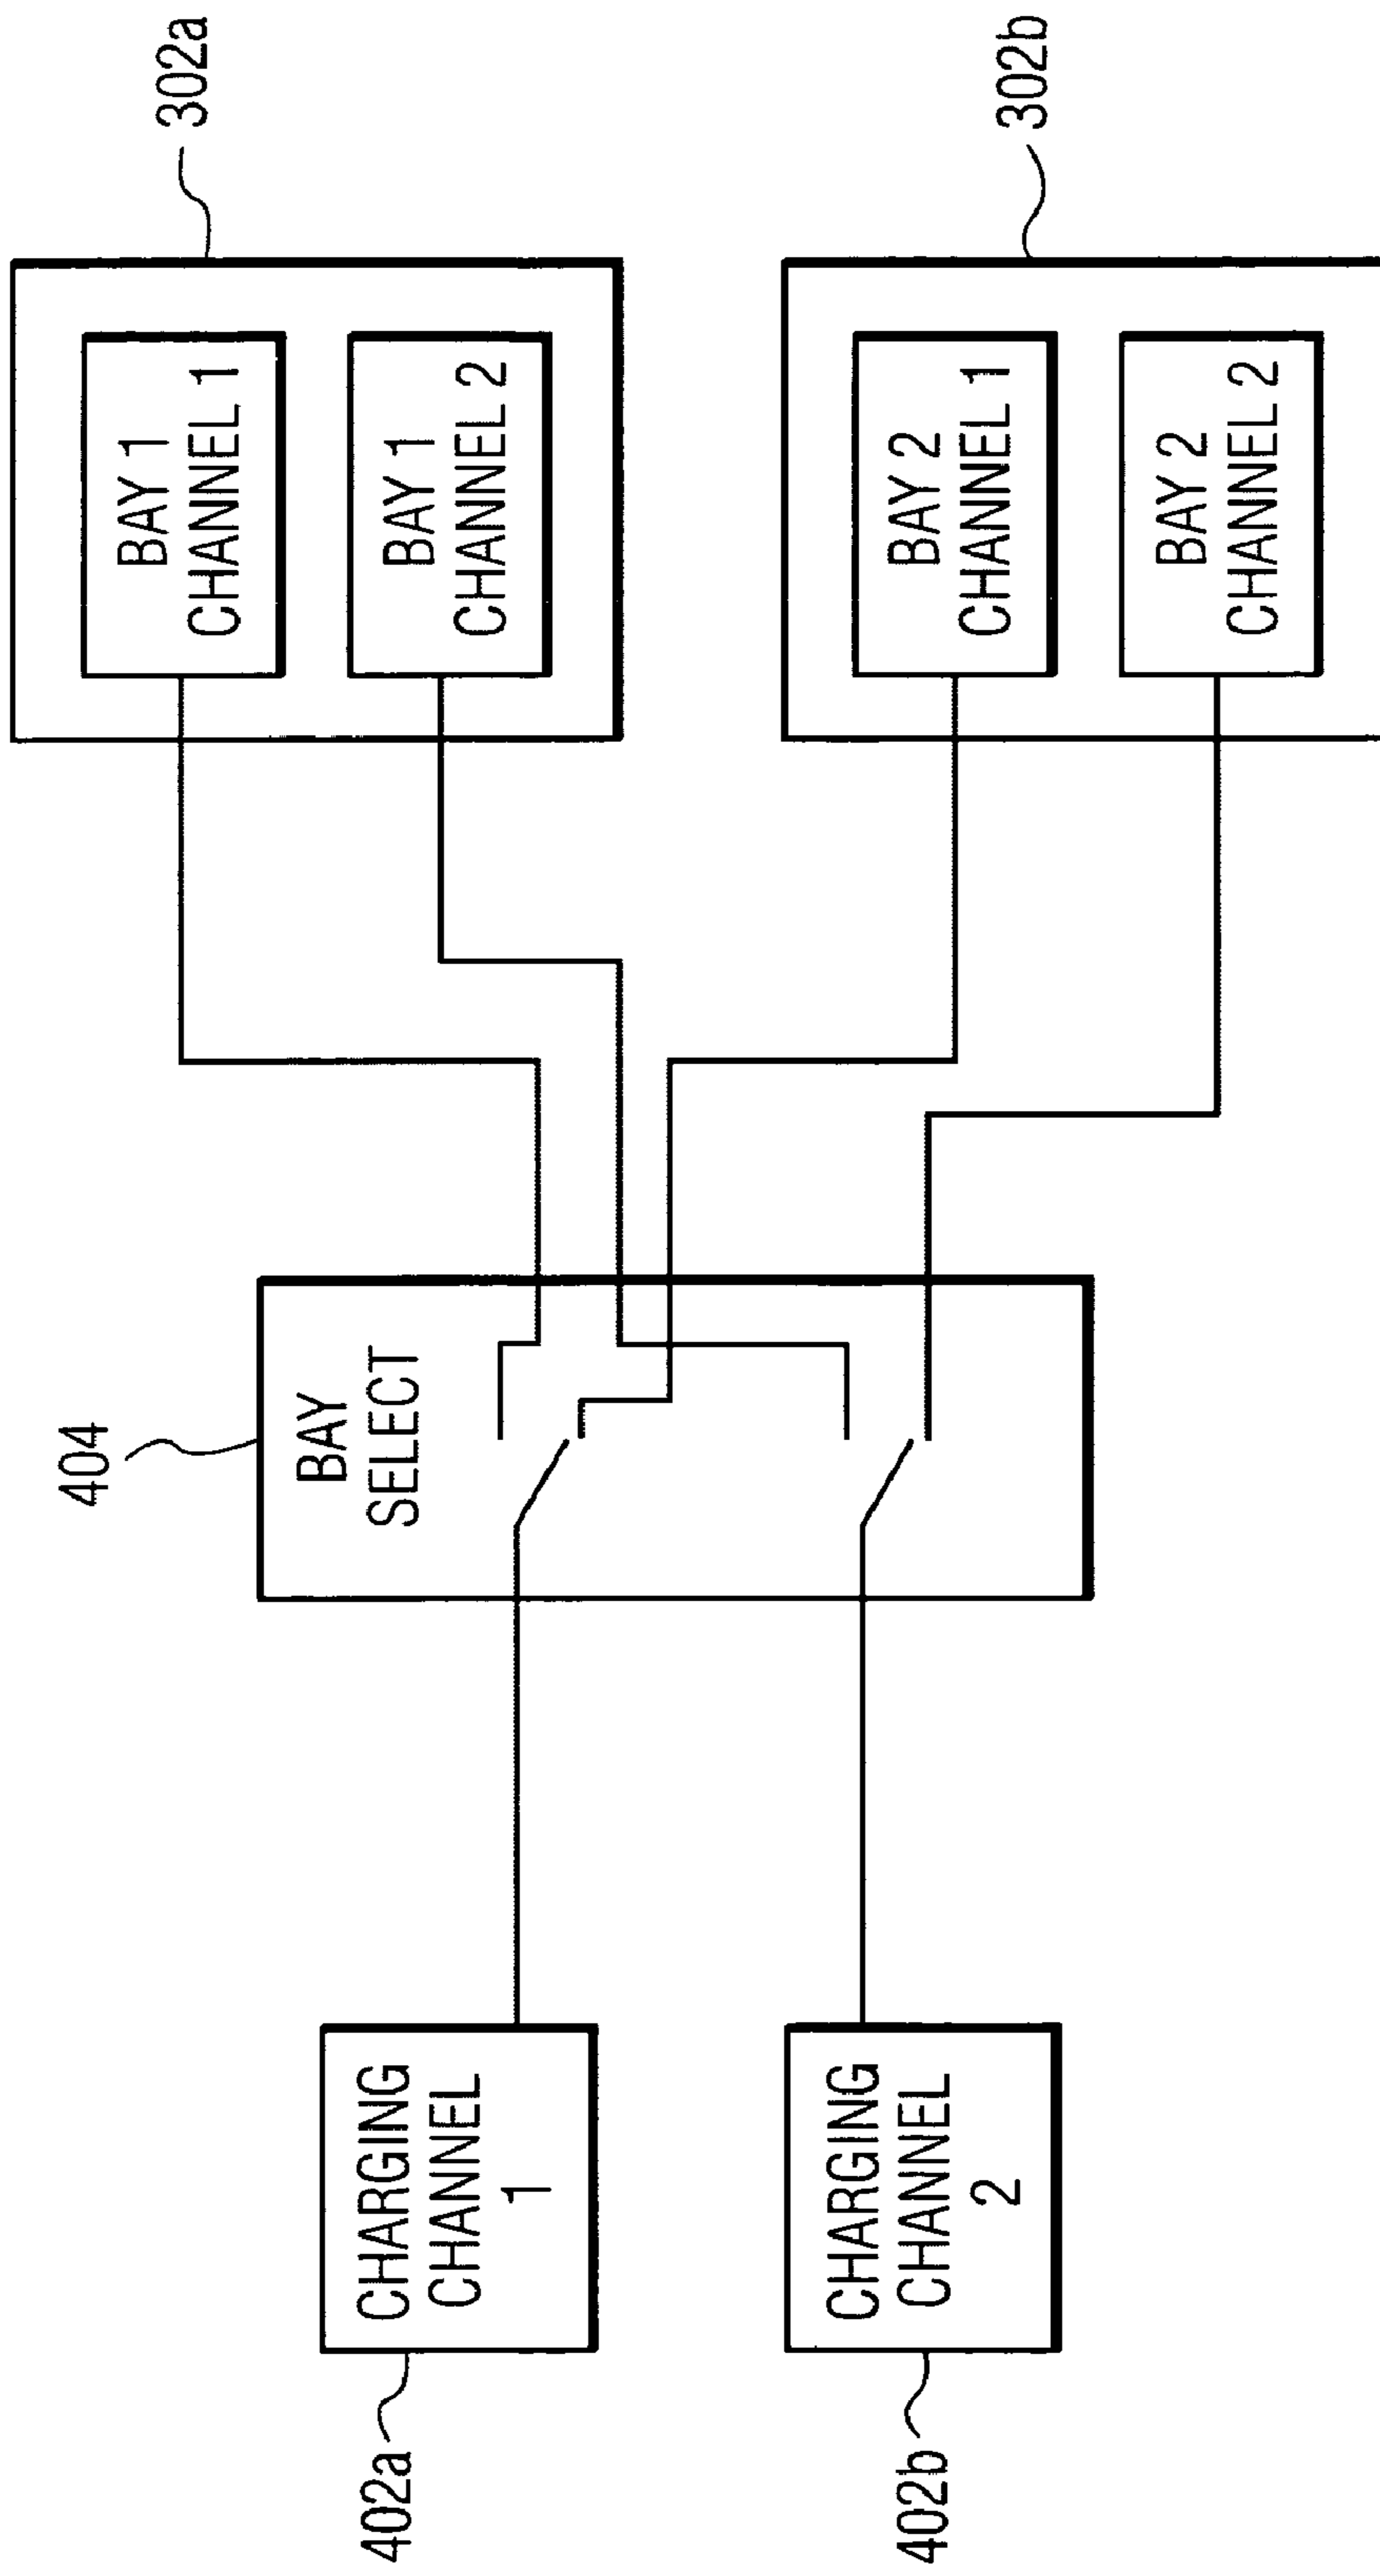 402a
CHARGING
CHANNEL
1
402b
CHARGING
CHANNEL
2
404
BAY
SELECT
302a
BAY 1
CHANNEL 1
BAY 1
CHANNEL 2
302b
BAY 2
CHANNEL 1
BAY 2
CHANNEL 2